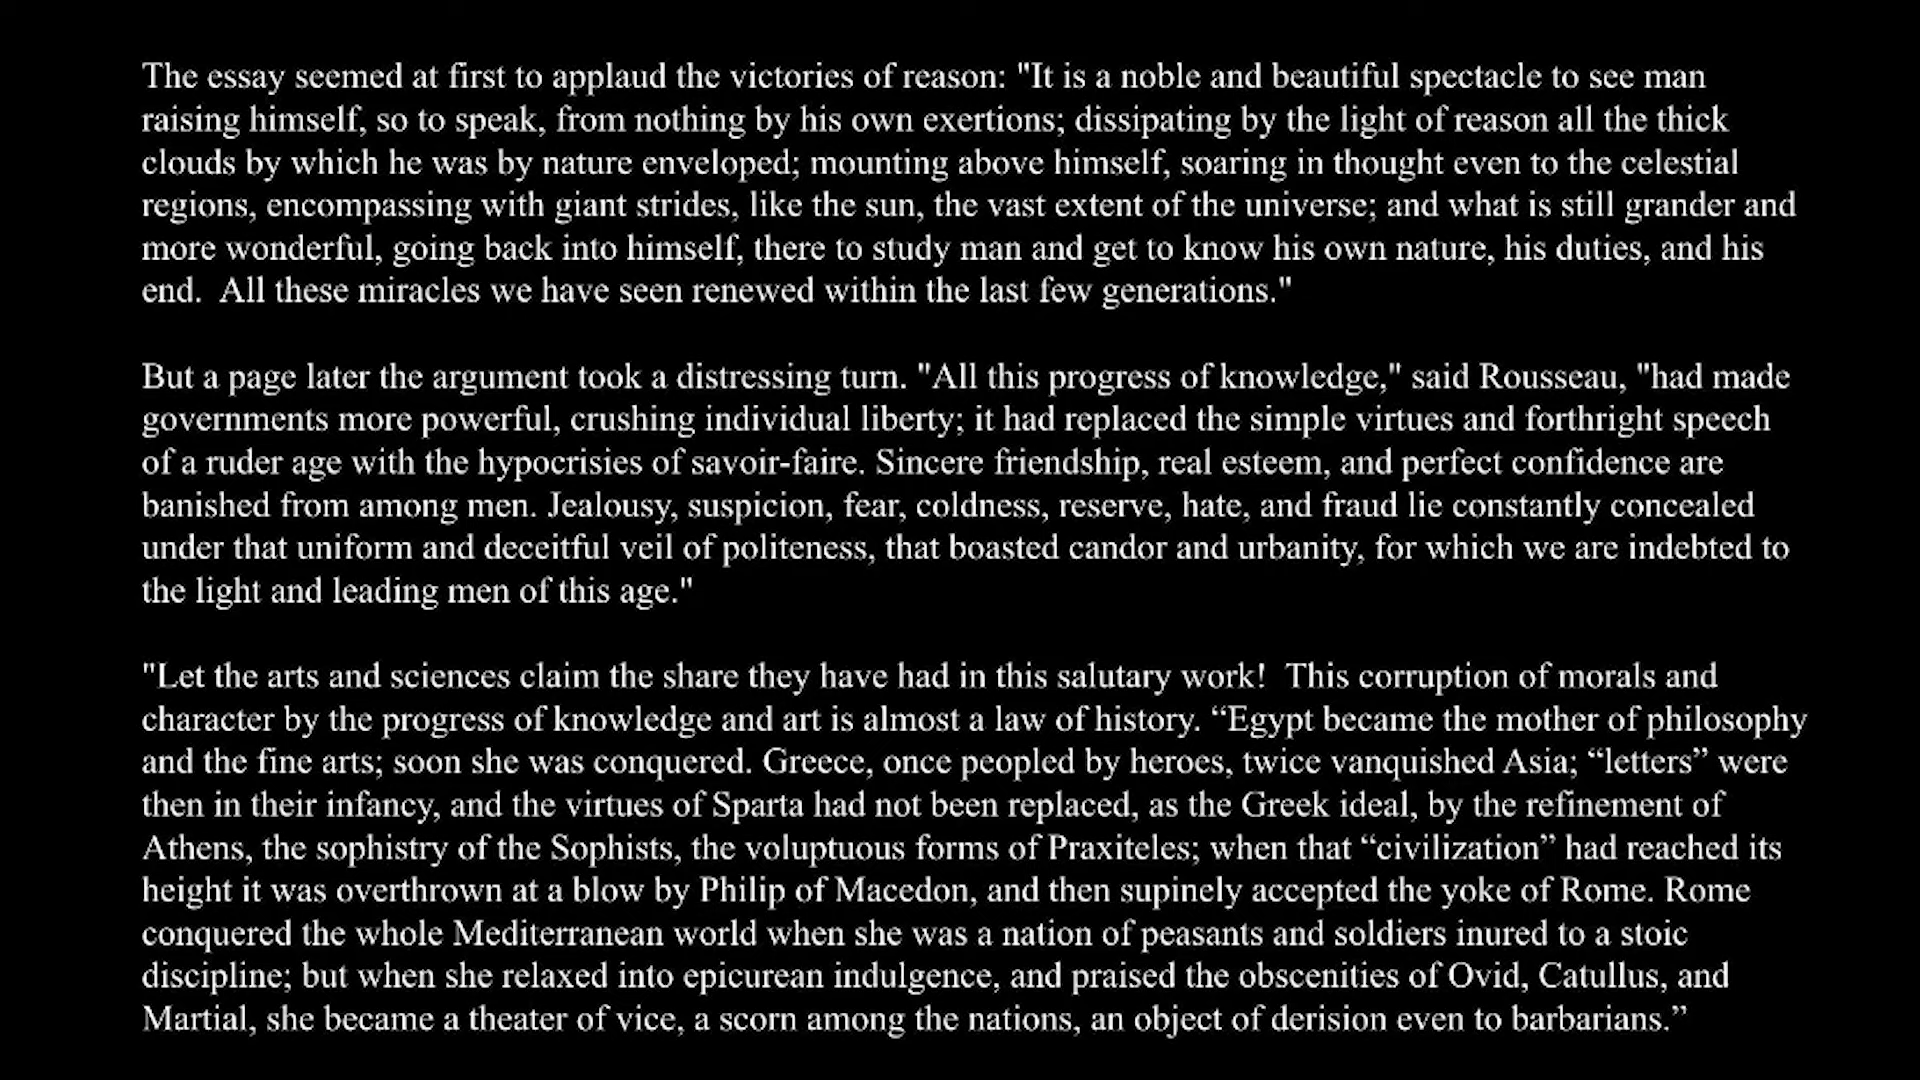 The essay seemed at first to applaud the victories of reason: "It is a noble and beautiful spectacle to see man
raising himself, so to speak, from nothing by his own exertions; dissipating by the light of reason all the thick
clouds by which he was by nature enveloped; mounting above himself, soaring in thought even to the celestial
regions, encompassing with giant strides, like the sun, the vast extent of the universe; and what is still grander and
more wonderful, going back into himself, there to study man and get to know his own nature, his duties, and his
end.  All these miracles we have seen renewed within the last few generations."
But a page later the argument took a distressing turn. "All this progress of knowledge," said Rousseau, "had made
governments more powerful, crushing individual liberty; it had replaced the simple virtues and forthright speech
of a ruder age with the hypocrisies of savoir-faire. Sincere friendship, real esteem, and perfect confidence are
banished from among men. Jealousy, suspicion, fear, coldness, reserve, hate, and fraud lie constantly concealed
under that uniform and deceitful veil of politeness, that boasted candor and urbanity, for which we are indebted to
the light and leading men of this age."
"Let the arts and sciences claim the share they have had in this salutary work!  This corruption of morals and
character by the progress of knowledge and art is almost a law of history. “Egypt became the mother of philosophy
and the fine arts; soon she was conquered. Greece, once peopled by heroes, twice vanquished Asia; “letters” were
then in their infancy, and the virtues of Sparta had not been replaced, as the Greek ideal, by the refinement of
Athens, the sophistry of the Sophists, the voluptuous forms of Praxiteles; when that “civilization” had reached its
height it was overthrown at a blow by Philip of Macedon, and then supinely accepted the yoke of Rome. Rome
conquered the whole Mediterranean world when she was a nation of peasants and soldiers inured to a stoic
discipline; but when she relaxed into epicurean indulgence, and praised the obscenities of Ovid, Catullus, and
Martial, she became a theater of vice, a scorn among the nations, an object of derision even to barbarians.”